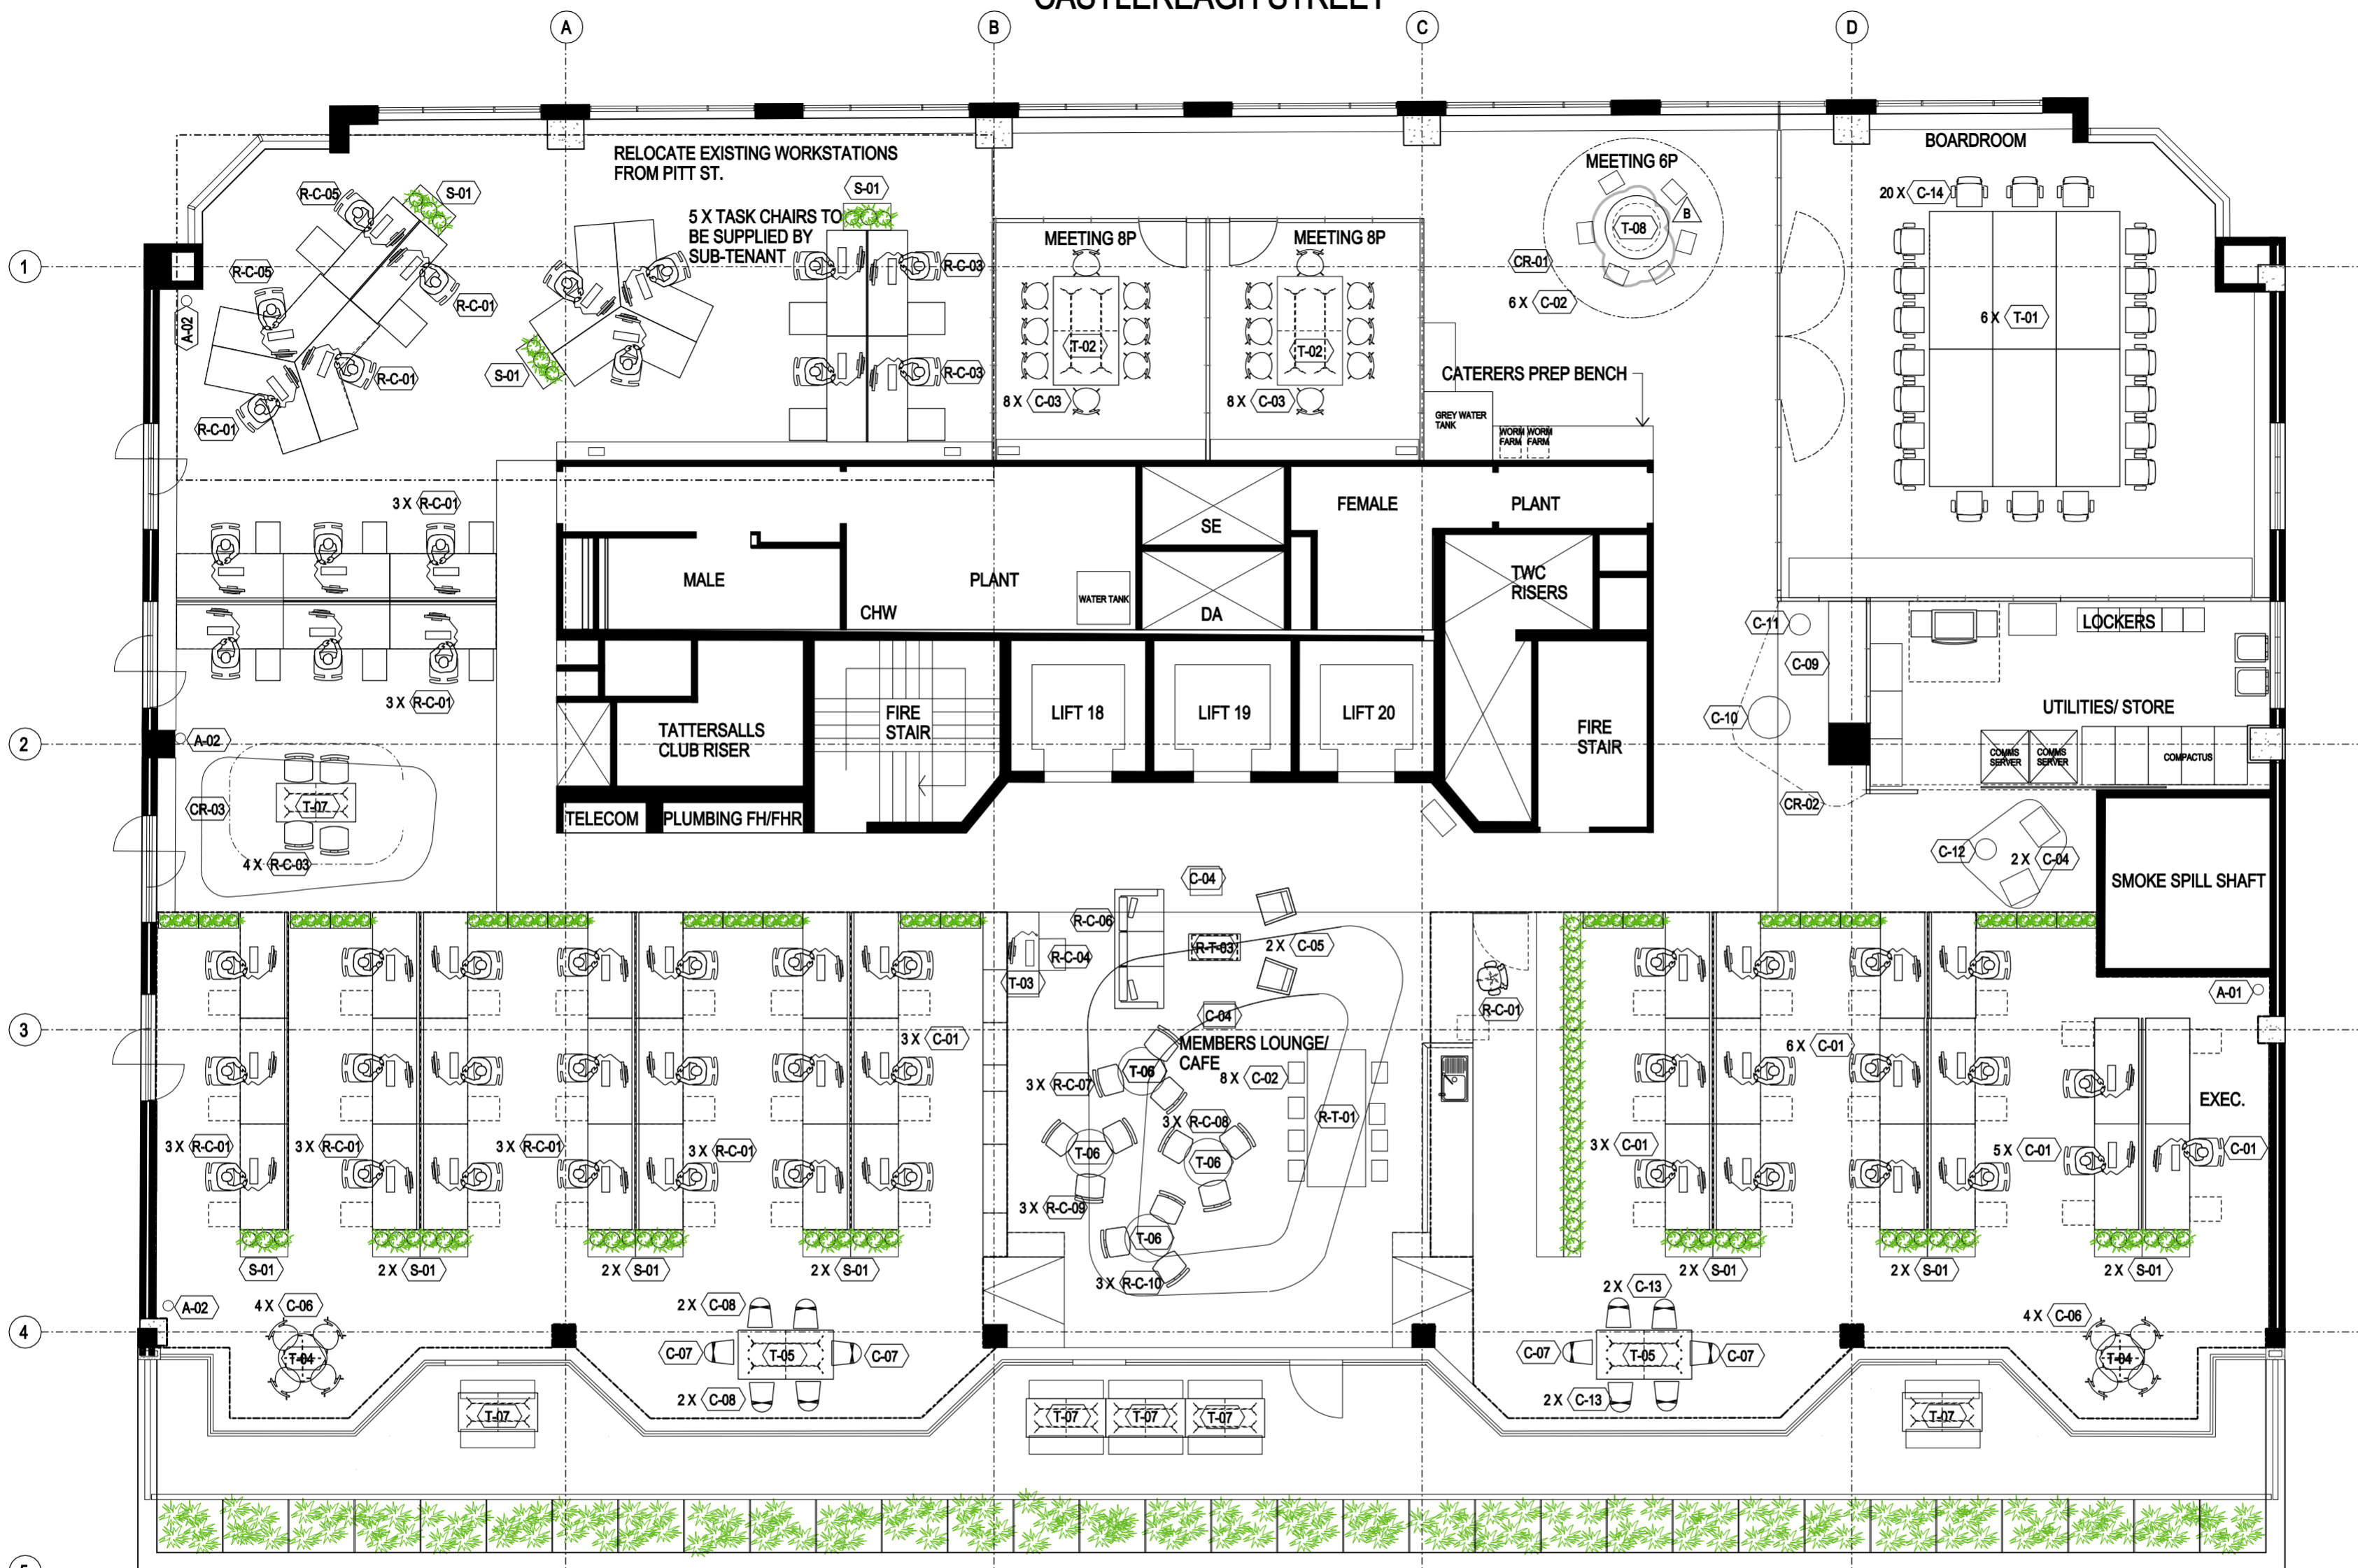 CASTLEREAGH STREET
A
B
C
D
RELOCATE EXISTING WORKSTATIONS
FROM PITT ST.
BOARDROOM
MEETING 6P
R-C-05
S-01
S-01
20 X C-14
5 X TASK CHAIRS TO
BE SUPPLIED BY
SUB-TENANT
B
T-08
MEETING 8P
MEETING 8P
1
R-C-05
R-C-03
CR-01
R-C-01
6 X C-02
A-02
6 X T-01
T-02
T-02
R-C-01
S-01
R-C-03
CATERERS PREP BENCH
8 X C-03
8 X C-03
GREY WATER
TANK
R-C-01
WORM
FARM
WORM
FARM
3 X R-C-01
FEMALE
PLANT
SE
MALE
PLANT
TWC
RISERS
WATER TANK
CHW
DA
C-11
LOCKERS
C-09
3 X R-C-01
UTILITIES/ STORE
LIFT 18
LIFT 19
LIFT 20
C-10
FIRE
STAIR
TATTERSALLS
CLUB RISER
FIRE
STAIR
2
A-02
COMMS
SERVER
COMMS
SERVER
COMPACTUS
CR-03
T-07
CR-02
TELECOM
PLUMBING FH/FHR
4 X R-C-03
C-12
2 X C-04
C-04
SMOKE SPILL SHAFT
R-C-06
R-T-03
2 X C-05
R-C-04
T-03
A-01
R-C-01
C-04
3
3 X C-01
MEMBERS LOUNGE/
CAFE
6 X C-01
T-06
3 X R-C-07
8 X C-02
EXEC.
R-T-01
3 X R-C-08
3 X R-C-01
3 X R-C-01
3 X R-C-01
3 X R-C-01
T-06
T-06
3 X C-01
5 X C-01
C-01
3 X R-C-09
T-06
S-01
2 X S-01
2 X S-01
2 X S-01
3 X R-C-10
2 X S-01
2 X S-01
2 X S-01
A-02
4 X C-06
2 X C-08
2 X C-13
4 X C-06
4
T-04
C-07
T-05
C-07
C-07
T-05
C-07
T-04
2 X C-08
2 X C-13
T-07
T-07
T-07
T-07
T-07